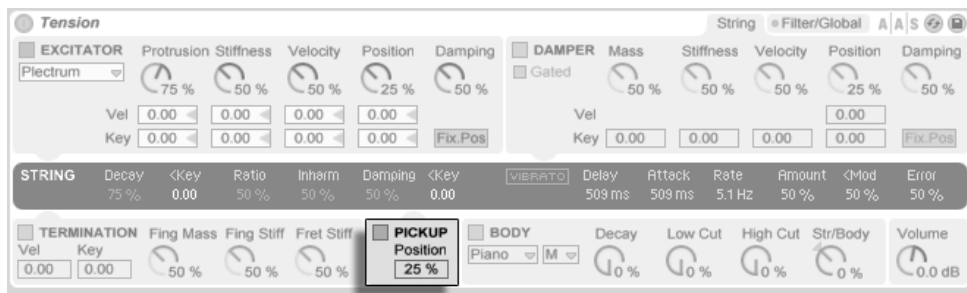 Tension String Filter/Global A A S
EXCITATOR Protrusion Stiffness Velocity Position Damping DAMPER Mass Stiffness Velocity Position Damping
Plectrum 75 % 50 % 50 % 25 % 50 % Gated 50 % 50 % 50 % 25 % 50 %
Vel 0.00 0.00 0.00 0.00 Vel 0.00
Key 0.00 0.00 0.00 0.00 Fix.Pos Key 0.00 0.00 0.00 0.00 Fix.Pos
STRING Decay <Key Ratio Inharm Damping <Key VIBRATO Delay Attack Rate Amount <Mod Error
75 % 0.00 50 % 50 % 50 % 0.00 509 ms 509 ms 5.1 Hz 50 % 50 % 50 %
TERMINATION Fing Mass Fing Stiff Fret Stiff PICKUP BODY Decay Low Cut High Cut Str/Body Volume
Vel Key Position Piano M
0.00 0.00 50 % 50 % 50 % 25 % 0 % 0 % 0 % 0 % 0.0 dB